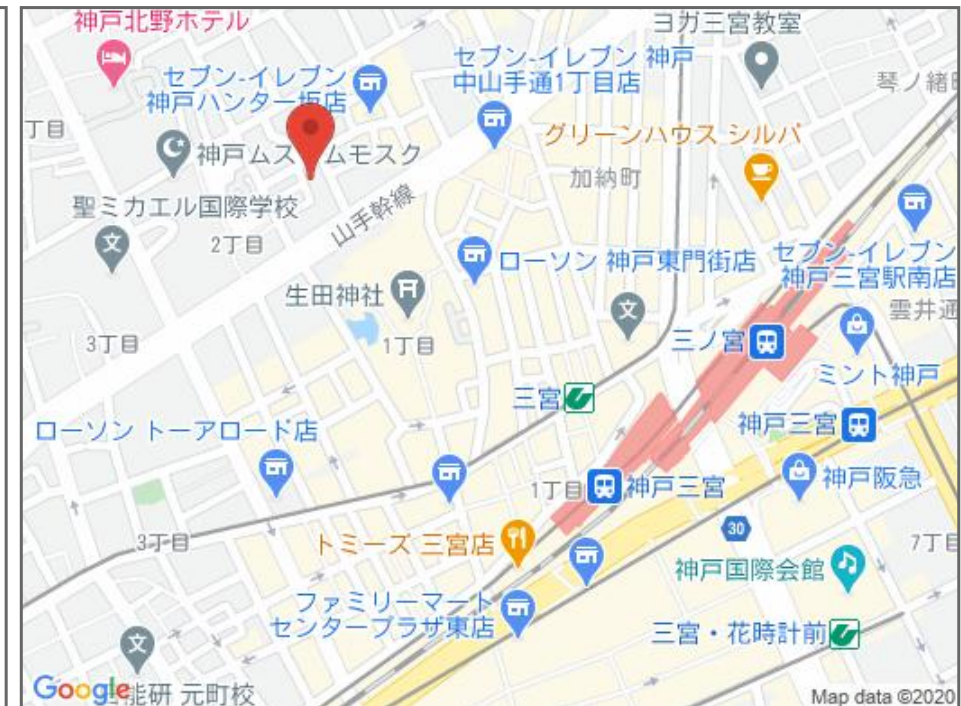 神戸北野ホテル
ヨガ三宮教室
セブン-イレブン 神戸
中山手通1丁目店
セブン-イレブン
神戸ハンター坂店
琴ノ緒町
丁目
グリーンハウス シルバ
神戸ムス ムモスク
加納町
聖ミカエル国際学校
山手幹線
2丁目
ローソン 神戸東門街店
セブン-イレブン
神戸三宮駅南店
生田神社
雲井通
3丁目
1丁目
三ノ宮
ミント神戸
三宮
神戸三宮
ローソン トーアロード店
神戸阪急
1丁目
神戸三宮
30
3丁目
トミーズ 三宮店
7丁目
神戸国際会館
ファミリーマート
センタープラザ東店
三宮・花時計前
Google
能研 元町校
Map data ©2020